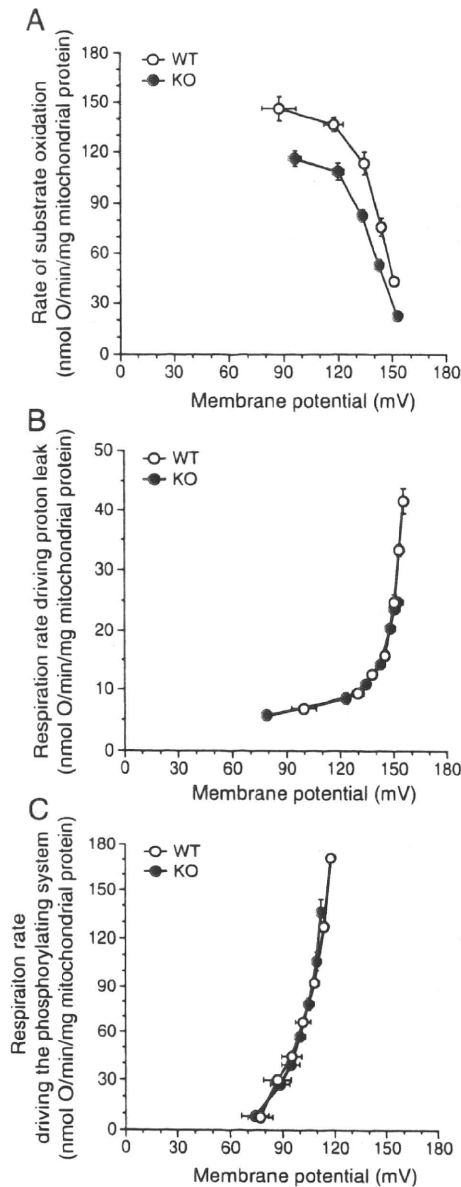 A
180
WT
KO
150
120
90
60
30
0
0 30 60 90 120 150 180
Rate of substrate oxidation
(nmol O/min/mg mitochondrial protein)
Membrane potential (mV)
B
50
WT
KO
40
30
20
10
0
0 30 60 90 120 150 180
Respiration rate driving proton leak
(nmol O/min/mg mitochondrial protein)
Membrane potential (mV)
C
180
WT
KO
150
120
90
60
30
0
0 30 60 90 120 150 180
Respiraiton rate
driving the phosphorylating system
(nmol O/min/mg mitochondrial protein)
Membrane potential (mV)